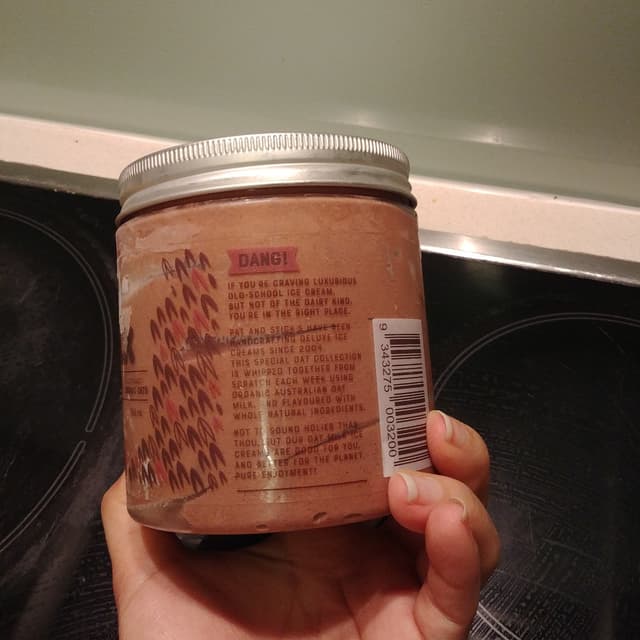 DANG!
IF YOU'RE CRAVING LUXURIOUS
OLD-SCHOOL ICE CREAM,
BUT NOT OF THE DAIRY KIND,
YOU'RE IN THE RIGHT PLACE.
PAT AND STICK'S HAVE BEEN
HANDCRAFTING DELUXE ICE
CREAMS SINCE 2004.
THIS SPECIAL OAT COLLECTION
IS WHIPPED TOGETHER FROM
SCRATCH EACH WEEK USING
ORGANIC AUSTRALIAN OAT
MILK, AND FLAVOURED WITH
WHOLE, NATURAL INGREDIENTS.
NOT TO SOUND HOLIER THAN
THOU, BUT OUR OAT MILK ICE
CREAMS ARE GOOD FOR YOU,
AND BETTER FOR THE PLANET.
PURE ENJOYMENT!
9 343275 003200